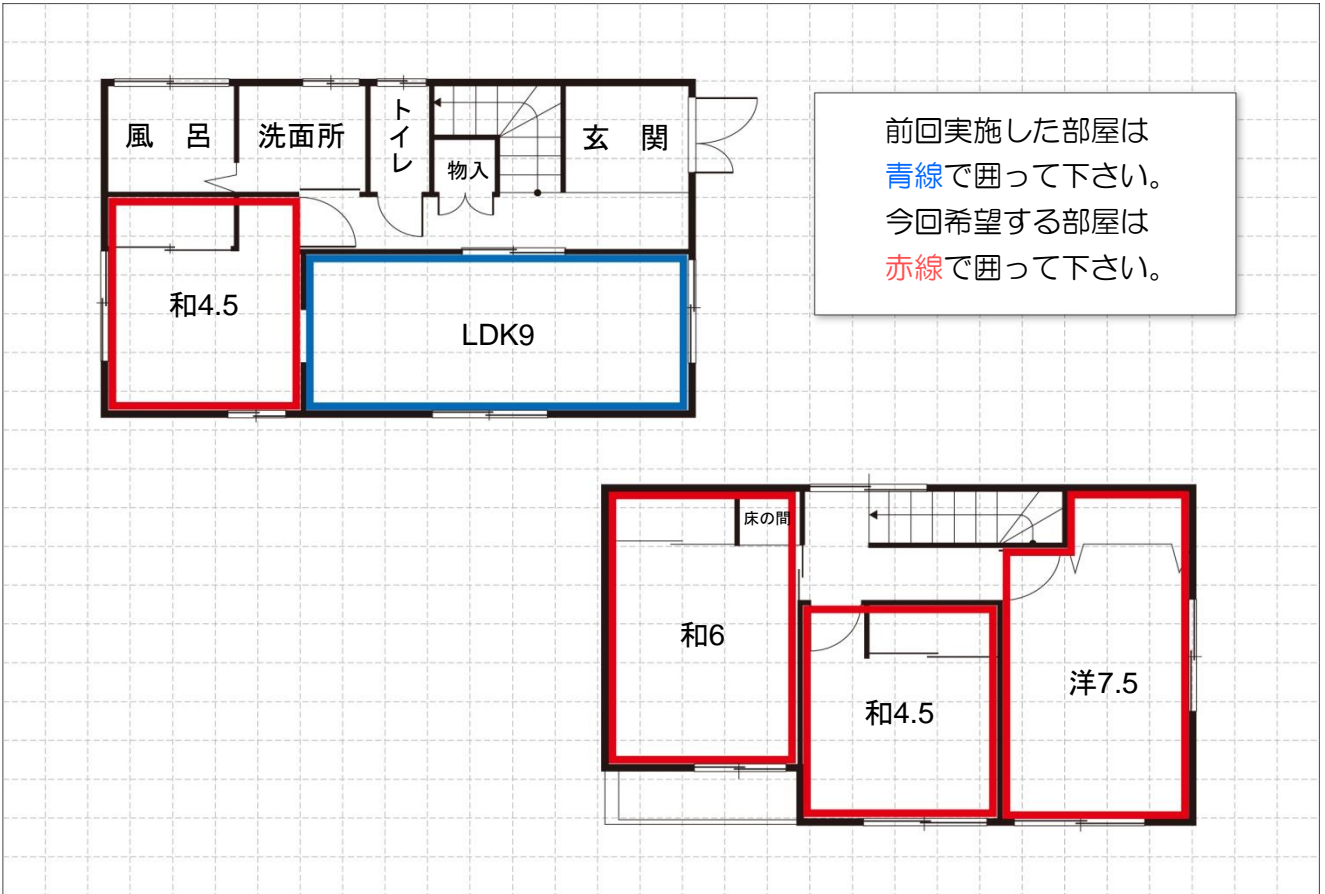 風 呂
洗面所
トイレ
物入
玄 関
和4.5
LDK9
前回実施した部屋は
青線で囲って下さい。
今回希望する部屋は
赤線で囲って下さい。
床の間
和6
和4.5
洋7.5